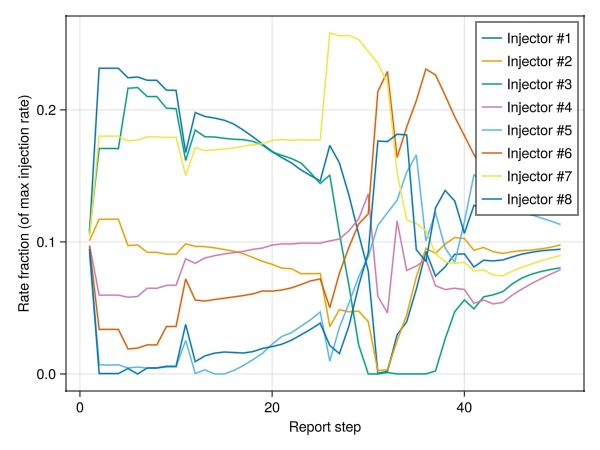 Rate fraction (of max injection rate)
0.2
0.1
0.0
0
20
40
Report step
Injector #1
Injector #2
Injector #3
Injector #4
Injector #5
Injector #6
Injector #7
Injector #8